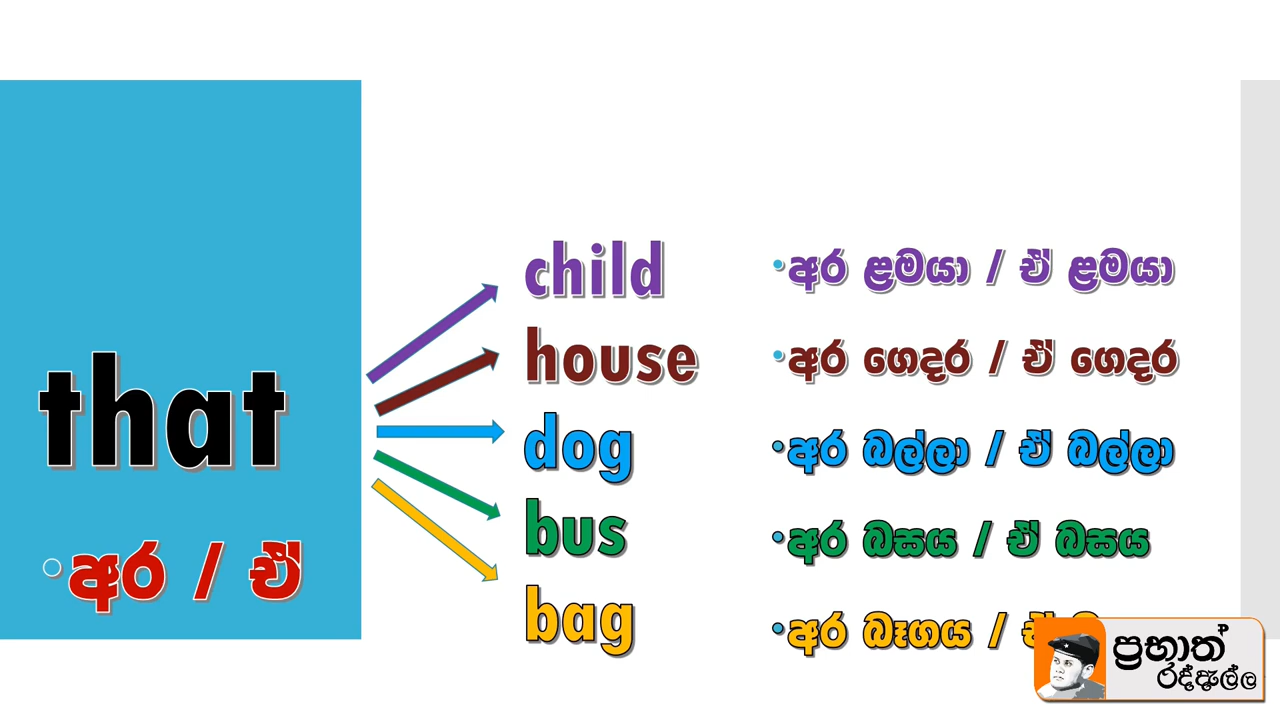 that
•අර / ඒ
child
•අර ළමයා / ඒ ළමයා
house
•අර ගෙදර / ඒ ගෙදර
dog
•අර බල්ලා / ඒ බල්ලා
bus
•අර බසය / ඒ බසය
bag
•අර බෑගය / ඒ
ප්‍රභාත්
රද්දැල්ල